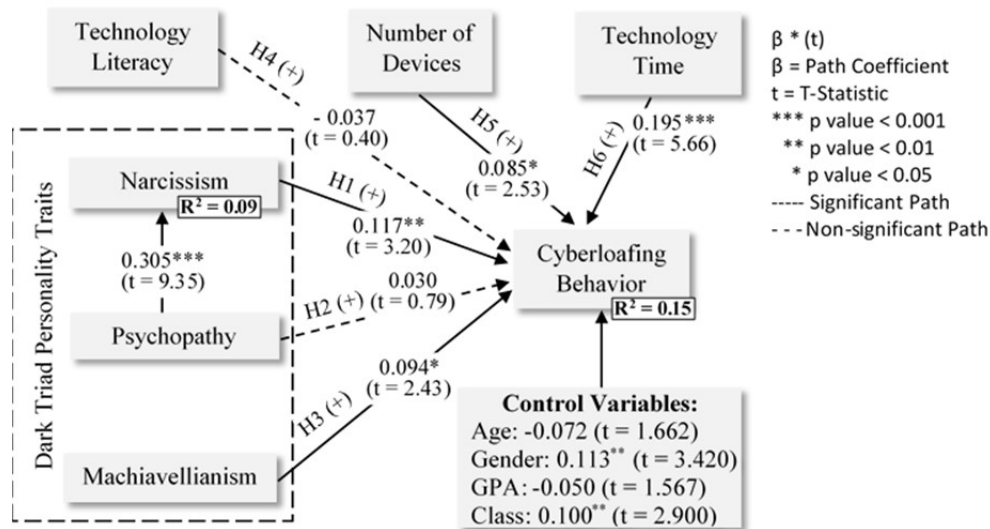 Technology
Literacy
Number of
Devices
Technology
Time
β * (t)
β = Path Coefficient
t = T-Statistic
*** p value < 0.001
** p value < 0.01
* p value < 0.05
----- Significant Path
- - - Non-significant Path
H4 (+)
- 0.037
(t = 0.40)
H5 (+)
0.085*
(t = 2.53)
H6 (+)
0.195***
(t = 5.66)
Dark Triad Personality Traits
Narcissism
R² = 0.09
H1 (+)
0.117**
(t = 3.20)
0.305***
(t = 9.35)
Cyberloafing
Behavior
R² = 0.15
Psychopathy
H2 (+)
0.030
(t = 0.79)
H3 (+)
0.094*
(t = 2.43)
Machiavellianism
Control Variables:
Age: -0.072 (t = 1.662)
Gender: 0.113** (t = 3.420)
GPA: -0.050 (t = 1.567)
Class: 0.100** (t = 2.900)